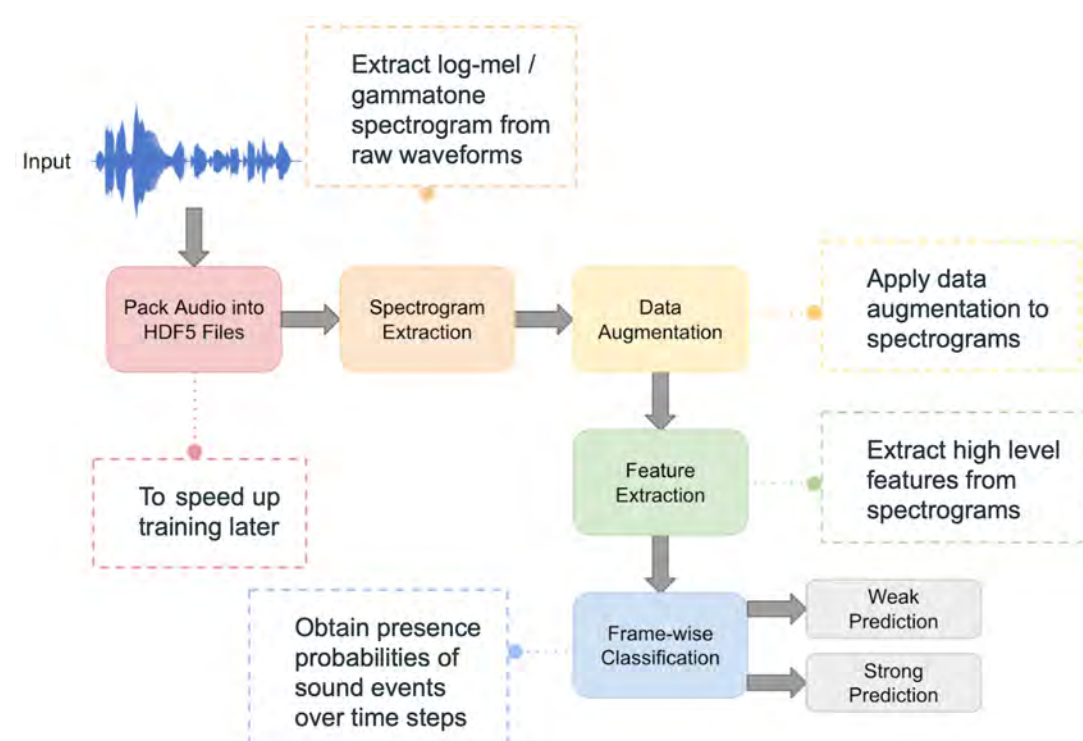 Extract log-mel /
gammatone
spectrogram from
raw waveforms
Input
Pack Audio into
HDF5 Files
Spectrogram
Extraction
Data
Augmentation
Apply data
augmentation to
spectrograms
To speed up
training later
Feature
Extraction
Extract high level
features from
spectrograms
Obtain presence
probabilities of
sound events
over time steps
Frame-wise
Classification
Weak
Prediction
Strong
Prediction